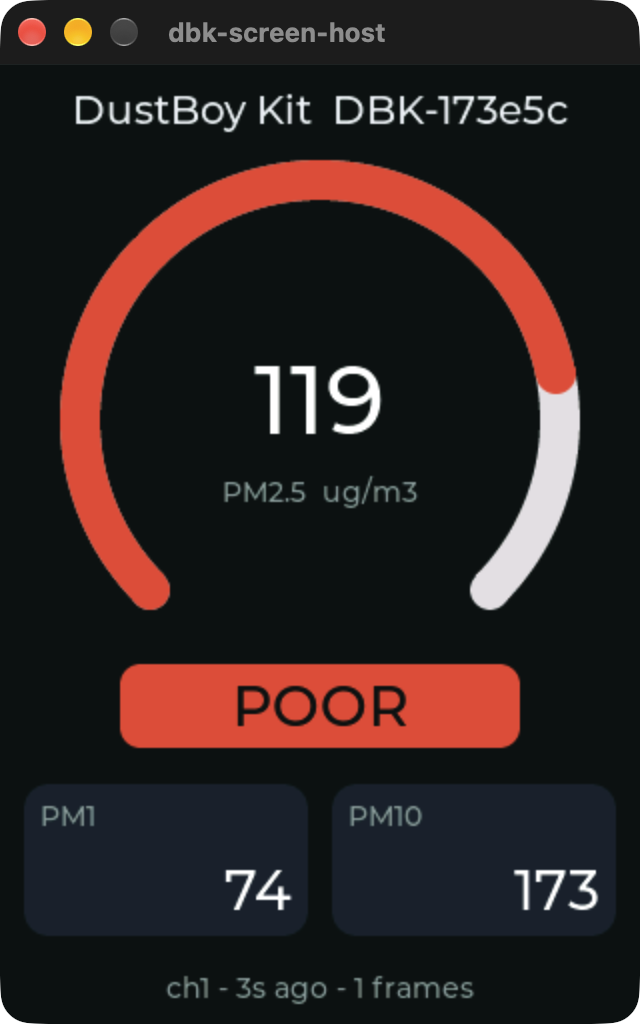 dbk-screen-host
DustBoy Kit  DBK-173e5c
119
PM2.5  ug/m3
POOR
PM1
74
PM10
173
ch1 - 3s ago - 1 frames